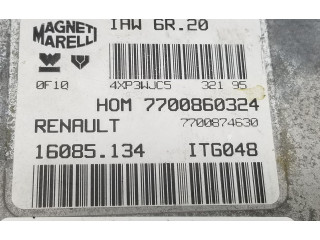 MAGNETI MARELLI
IAW 6R.20
0F10 4XP3WJC5 321 95
HOM 7700860324
RENAULT 7700874630
16085.134 ITG048